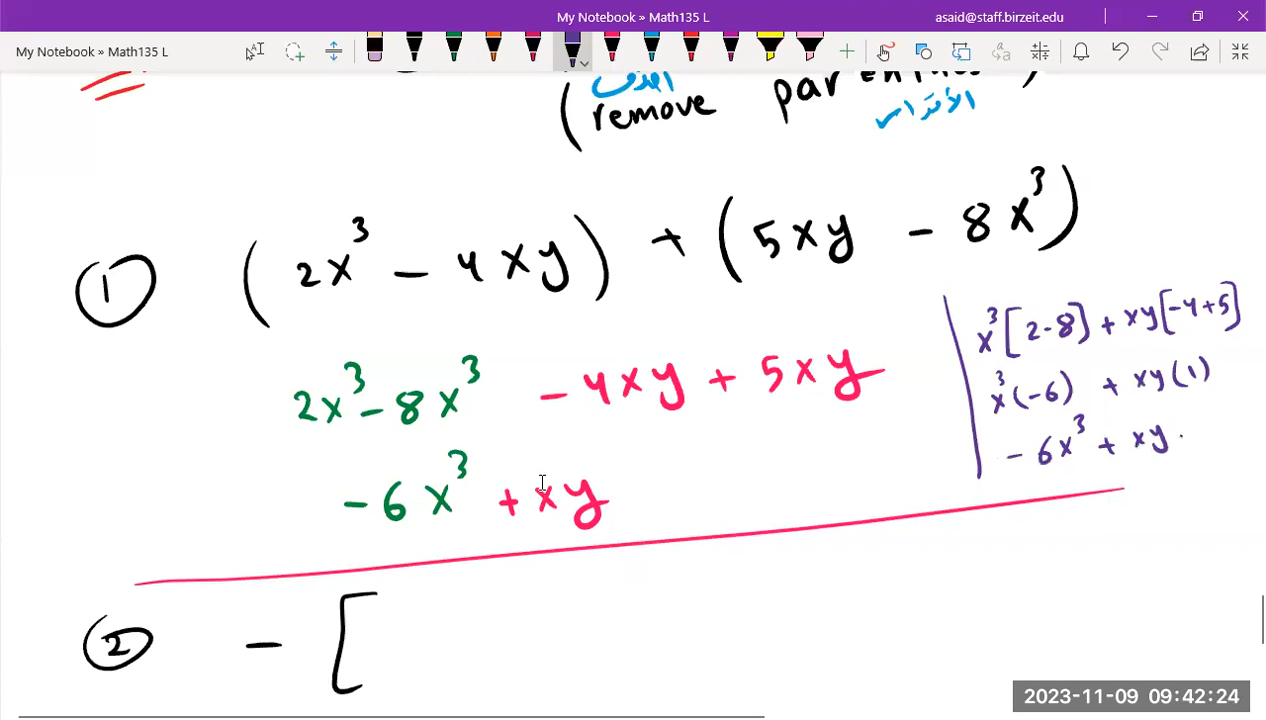 My Notebook » Math135 L
asaid@staff.birzeit.edu
My Notebook » Math135 L
(remove
① (2x³ - 4xy) + (5xy - 8x³)
2x³ - 8x³ - 4xy + 5xy
-6x³ + xy
x³[2-8] + xy[-4+5]
x³(-6) + xy(1)
-6x³ + xy.
② - [
2023-11-09 09:42:24